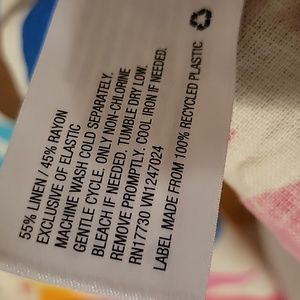 55% LINEN / 45% RAYON
EXCLUSIVE OF ELASTIC
MACHINE WASH COLD SEPARATELY.
GENTLE CYCLE. ONLY NON-CHLORINE
BLEACH IF NEEDED. TUMBLE DRY LOW.
REMOVE PROMPTLY. COOL IRON IF NEEDED.
RN17730 VN1247024
LABEL MADE FROM 100% RECYCLED PLASTIC